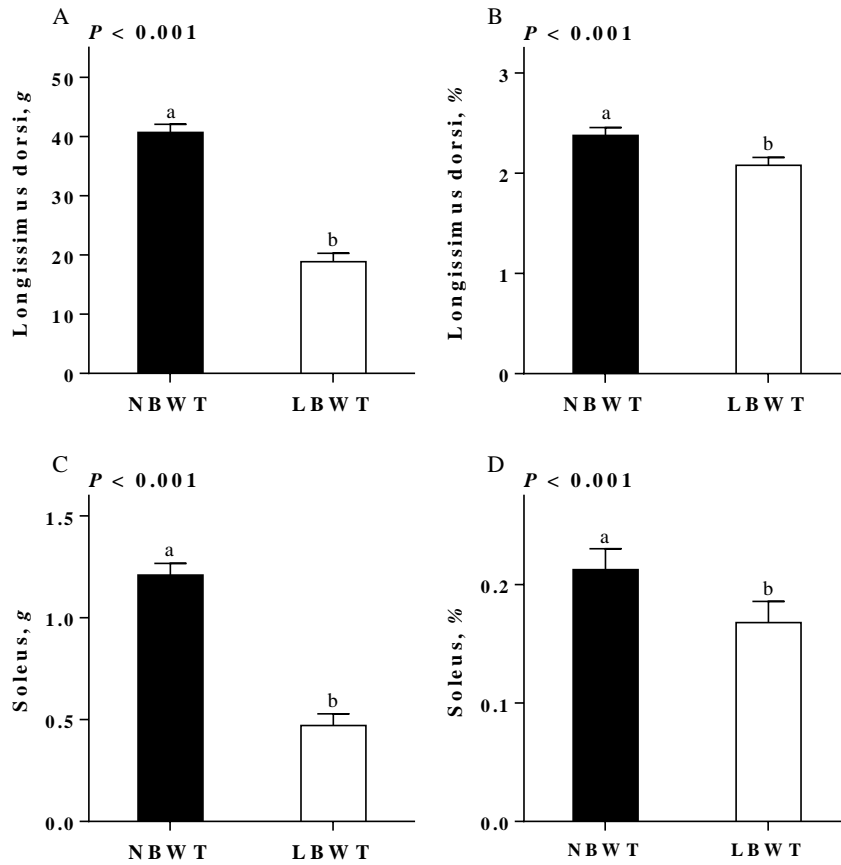 A
P < 0.001
Longissimus dorsi, g
50
40
30
20
10
0
a
b
NBWT
LBWT
B
P < 0.001
Longissimus dorsi, %
3
2
1
0
a
b
NBWT
LBWT
C
P < 0.001
Soleus, g
1.5
1.0
0.5
0.0
a
b
NBWT
LBWT
D
P < 0.001
Soleus, %
0.2
0.1
0.0
a
b
NBWT
LBWT